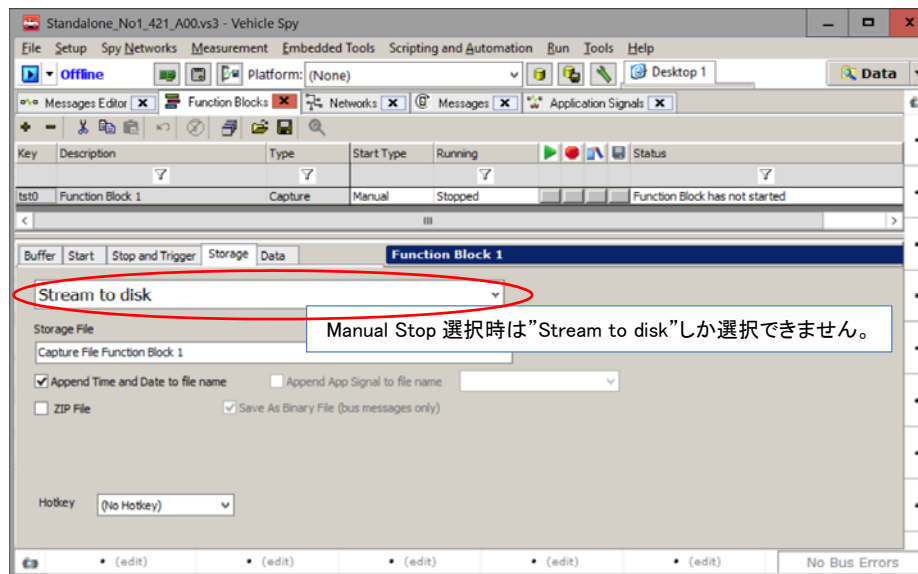 Standalone_No1_421_A00.vs3 - Vehicle Spy
File Setup Spy Networks Measurement Embedded Tools Scripting and Automation Run Tools Help
Offline Platform: (None) Desktop 1 Data
Messages Editor Function Blocks Networks Messages Application Signals
Key Description Type Start Type Running Status
tst0 Function Block 1 Capture Manual Stopped Function Block has not started
Buffer Start Stop and Trigger Storage Data Function Block 1
Stream to disk
Manual Stop 選択時は"Stream to disk"しか選択できません。
Storage File
Capture File Function Block 1
Append Time and Date to file name Append App Signal to file name
ZIP File Save As Binary File (bus messages only)
Hotkey (No Hotkey)
(edit) (edit) (edit) (edit) (edit) No Bus Errors